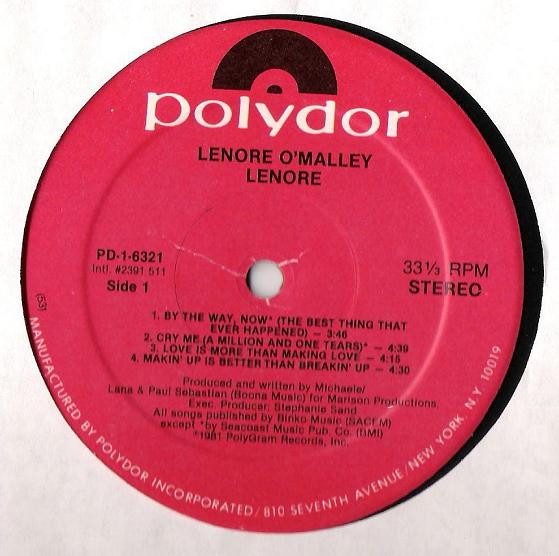 polydor
LENORE O'MALLEY
LENORE
PD-1-6321
Intl. #2391 511
Side 1
33 1/3 RPM
STEREO
1. BY THE WAY, NOW* (THE BEST THING THAT
EVER HAPPENED) — 3:46
2. CRY ME (A MILLION AND ONE TEARS)* — 4:39
3. LOVE IS MORE THAN MAKING LOVE — 4:15
4. MAKIN' UP IS BETTER THAN BREAKIN' UP — 4:30
Produced and written by Michaele/
Lana & Paul Sebastian (Boona Music) for Marison Productions.
Exec. Producer: Stephanie Sand
All songs published by Binko Music (SACEM)
except *by Seacoast Music Pub. Co. (BMI)
℗1981 PolyGram Records, Inc.
(53) MANUFACTURED BY POLYDOR INCORPORATED/810 SEVENTH AVENUE/NEW YORK, N.Y. 10019